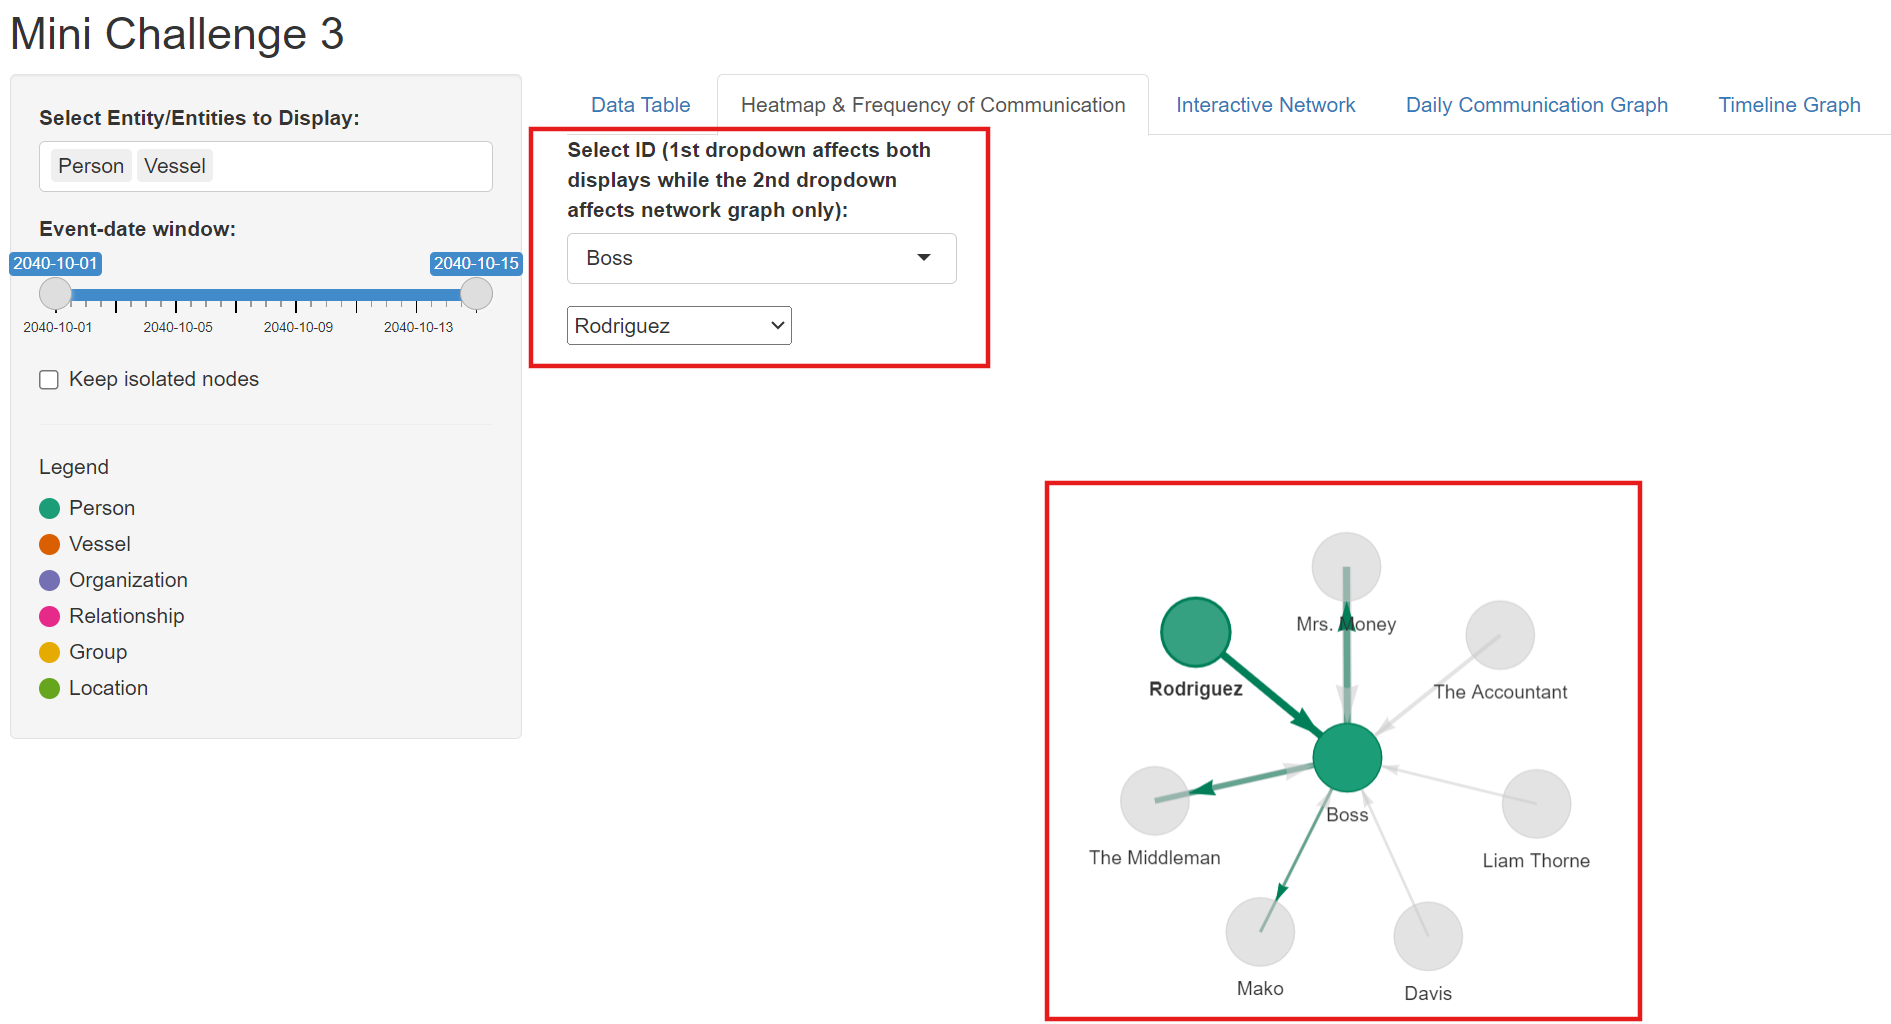 Mini Challenge 3
Select Entity/Entities to Display:
Person Vessel
Event-date window:
2040-10-01 2040-10-15
2040-10-01 2040-10-05 2040-10-09 2040-10-13
Keep isolated nodes
Legend
Person
Vessel
Organization
Relationship
Group
Location
Data Table Heatmap & Frequency of Communication Interactive Network Daily Communication Graph Timeline Graph
Select ID (1st dropdown affects both
displays while the 2nd dropdown
affects network graph only):
Boss
Rodriguez
Mrs. Money
Rodriguez
The Accountant
Boss
The Middleman
Liam Thorne
Mako
Davis